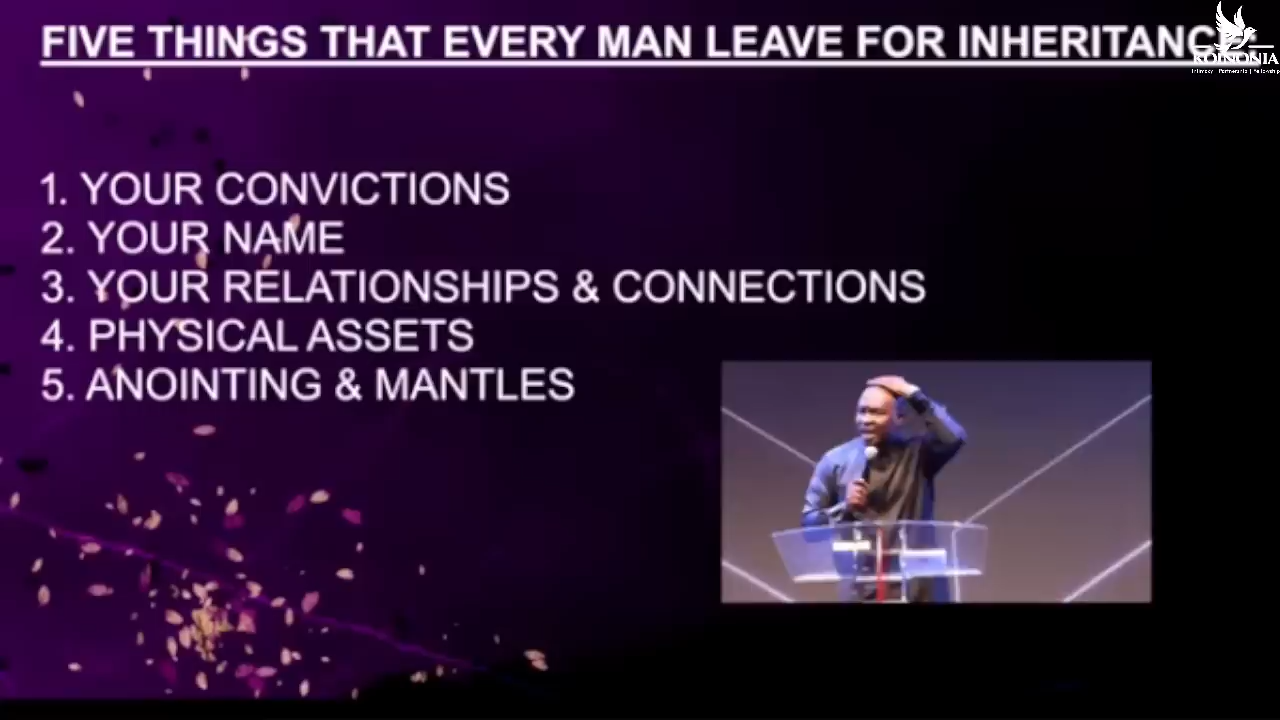 FIVE THINGS THAT EVERY MAN LEAVE FOR INHERITANC
KOINONIA
1. YOUR CONVICTIONS
2. YOUR NAME
3. YOUR RELATIONSHIPS & CONNECTIONS
4. PHYSICAL ASSETS
5. ANOINTING & MANTLES